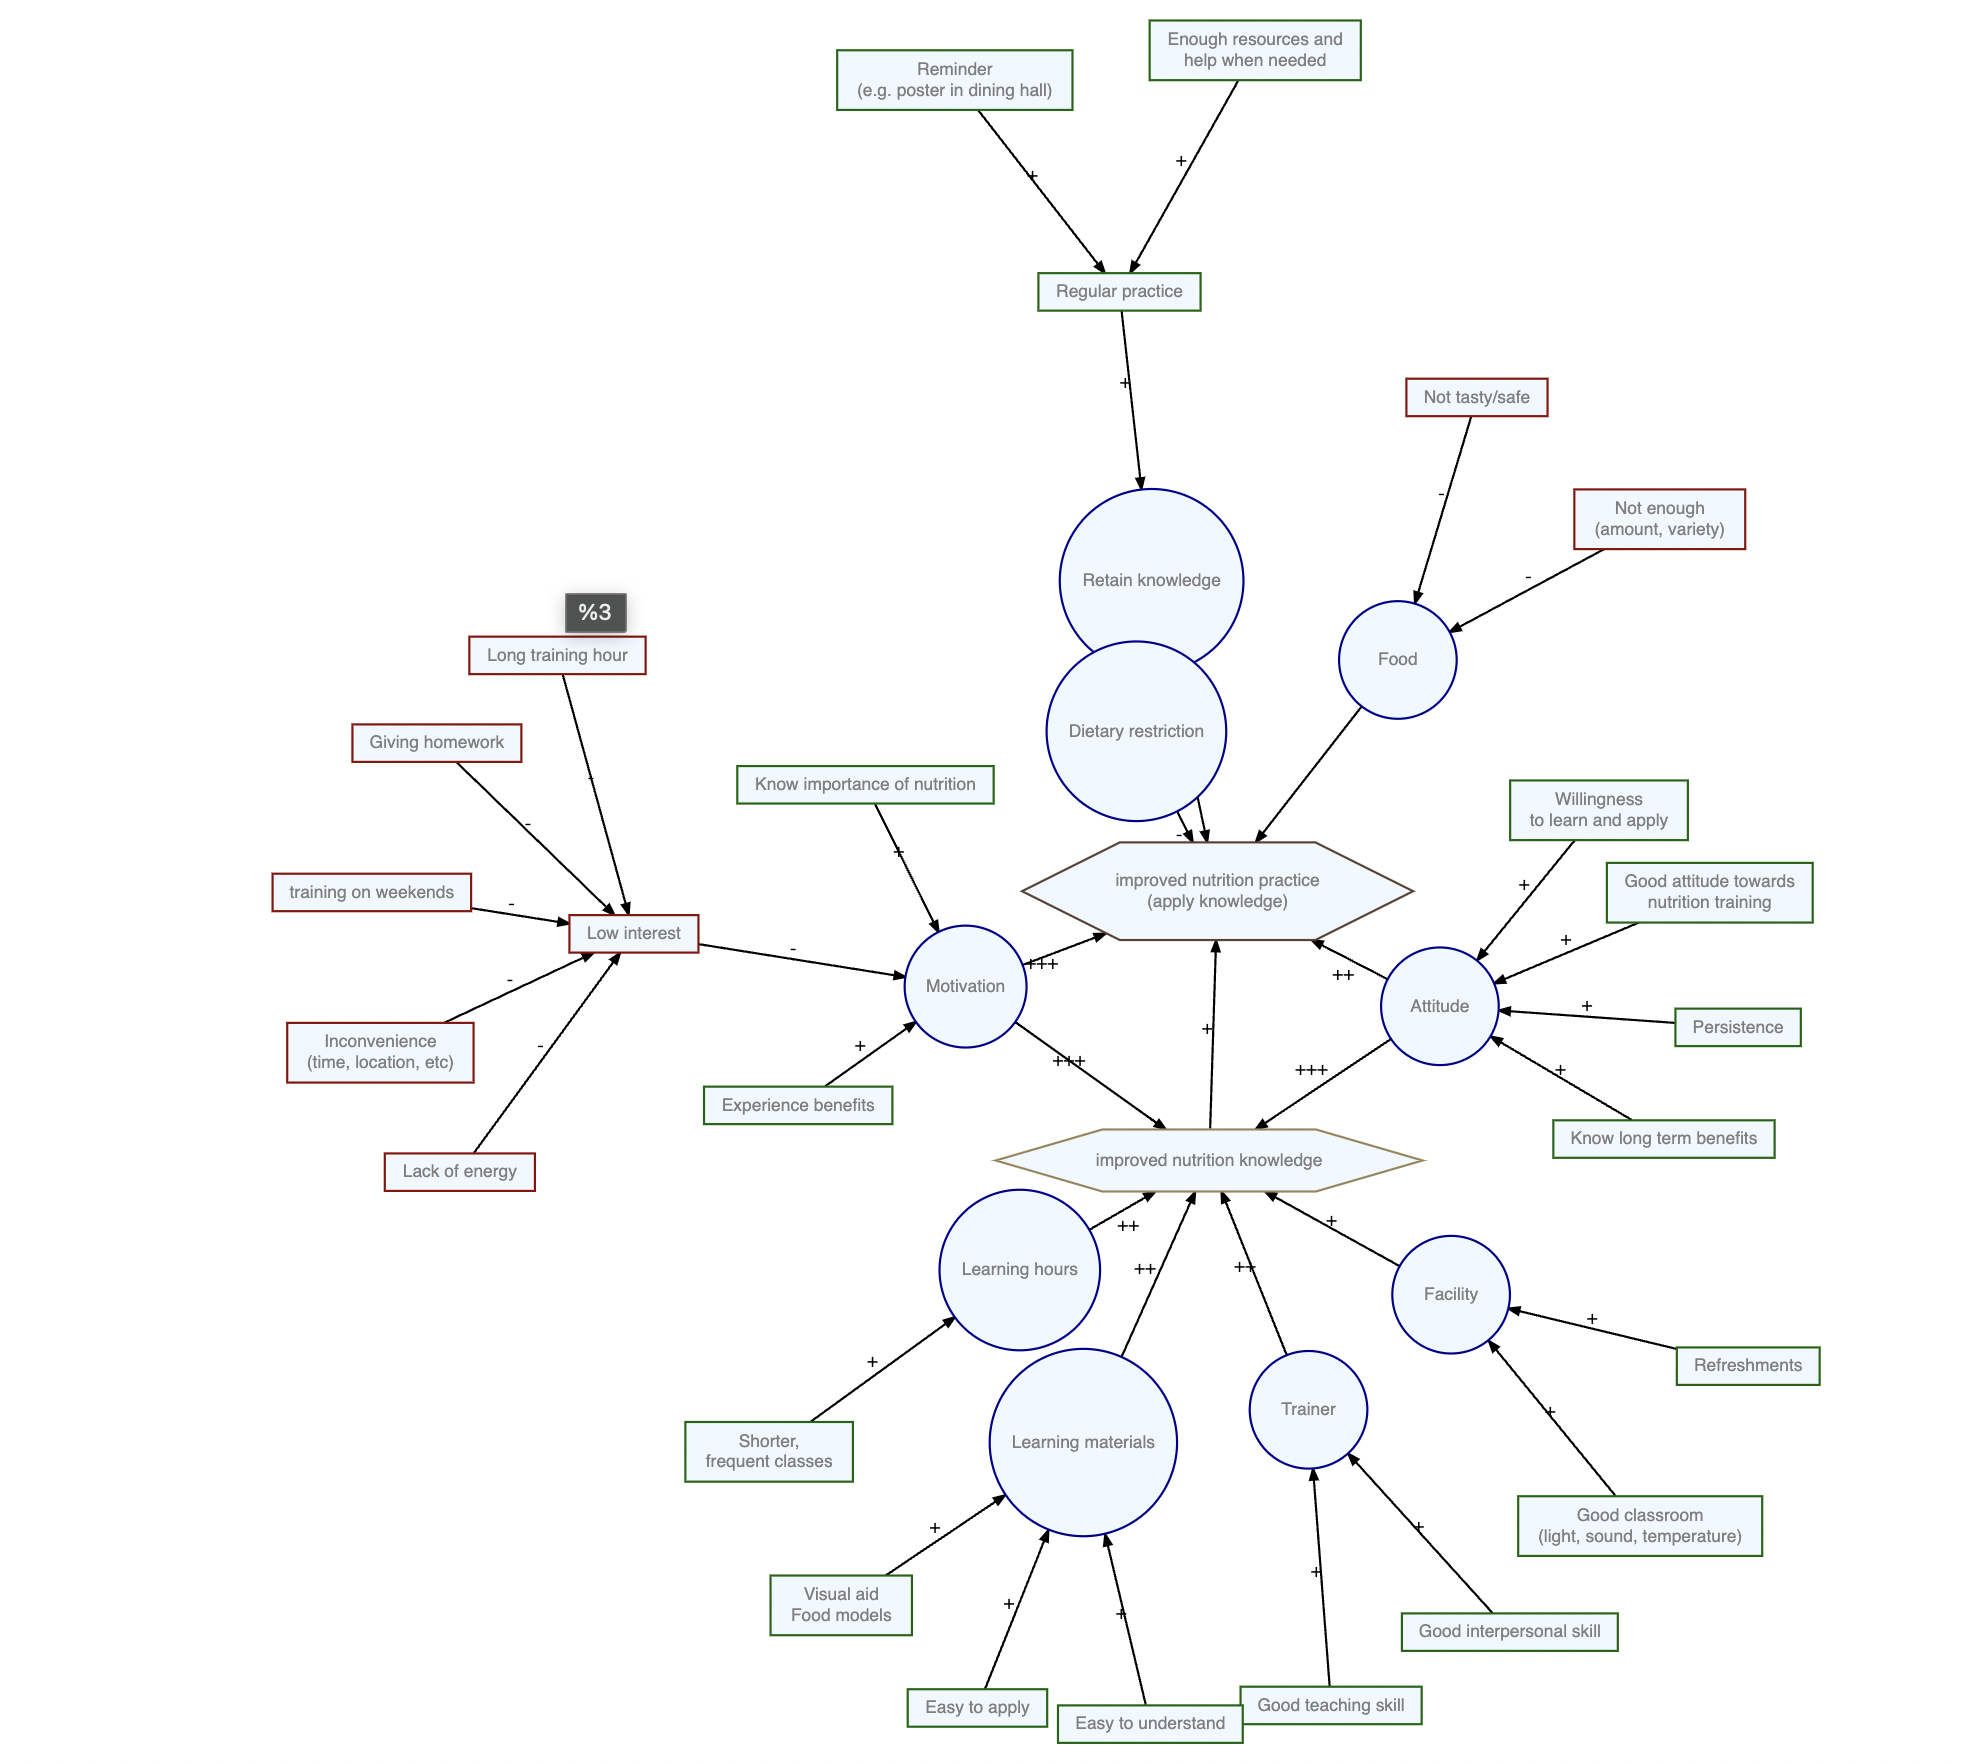 Enough resources and
help when needed
Reminder
(e.g. poster in dining hall)
+
+
Regular practice
+
Not tasty/safe
-
Not enough
(amount, variety)
-
Retain knowledge
%3
Long training hour
Food
Dietary restriction
Giving homework
-
-
Know importance of nutrition
+
Willingness
to learn and apply
-
improved nutrition practice
(apply knowledge)
+
Good attitude towards
nutrition training
training on weekends
-
Low interest
-
+
+++
++
Motivation
Attitude
+
Persistence
-
Inconvenience
(time, location, etc)
-
+
+
+++
+++
+
Experience benefits
Know long term benefits
Lack of energy
improved nutrition knowledge
++
+
Learning hours
++
++
Facility
+
Refreshments
+
Trainer
+
Shorter,
frequent classes
Learning materials
Good classroom
(light, sound, temperature)
+
+
Visual aid
Food models
+
+
+
Good interpersonal skill
Easy to apply
Easy to understand
Good teaching skill